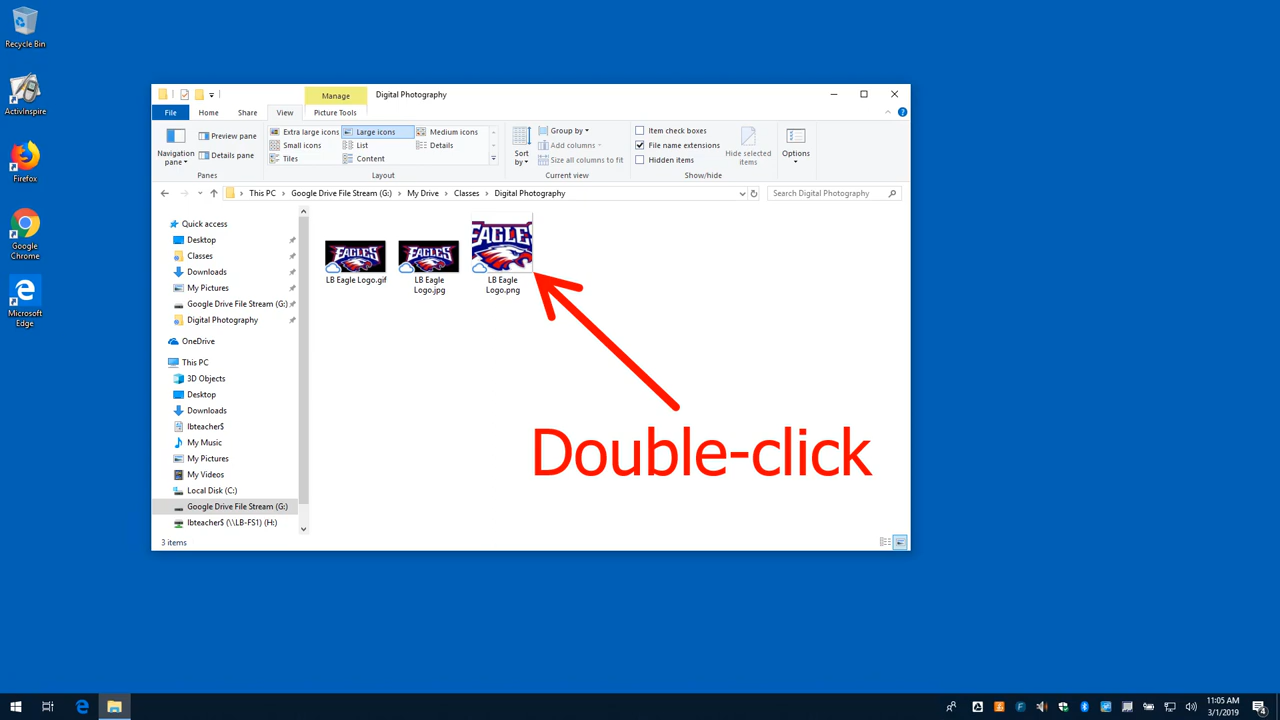 Recycle Bin
ActivInspire
Firefox
Google
Chrome
Microsoft
Edge
Manage
Digital Photography
File
Home
Share
View
Picture Tools
Navigation
pane
Preview pane
Details pane
Panes
Extra large icons
Large icons
Medium icons
Small icons
List
Details
Tiles
Content
Layout
Sort
by
Group by
Add columns
Size all columns to fit
Current view
Item check boxes
File name extensions
Hidden items
Hide selected
items
Show/hide
Options
This PC > Google Drive File Stream (G:) > My Drive > Classes > Digital Photography
Search Digital Photography
Quick access
Desktop
Classes
Downloads
My Pictures
Google Drive File Stream (G:)
Digital Photography
OneDrive
This PC
3D Objects
Desktop
Downloads
lbteacher$
My Music
My Pictures
My Videos
Local Disk (C:)
Google Drive File Stream (G:)
lbteacher$ (\\LB-FS1) (H:)
EAGLES
LB Eagle Logo.gif
EAGLES
LB Eagle
Logo.jpg
EAGLES
LB Eagle
Logo.png
Double-click
3 items
11:05 AM
3/1/2019
4